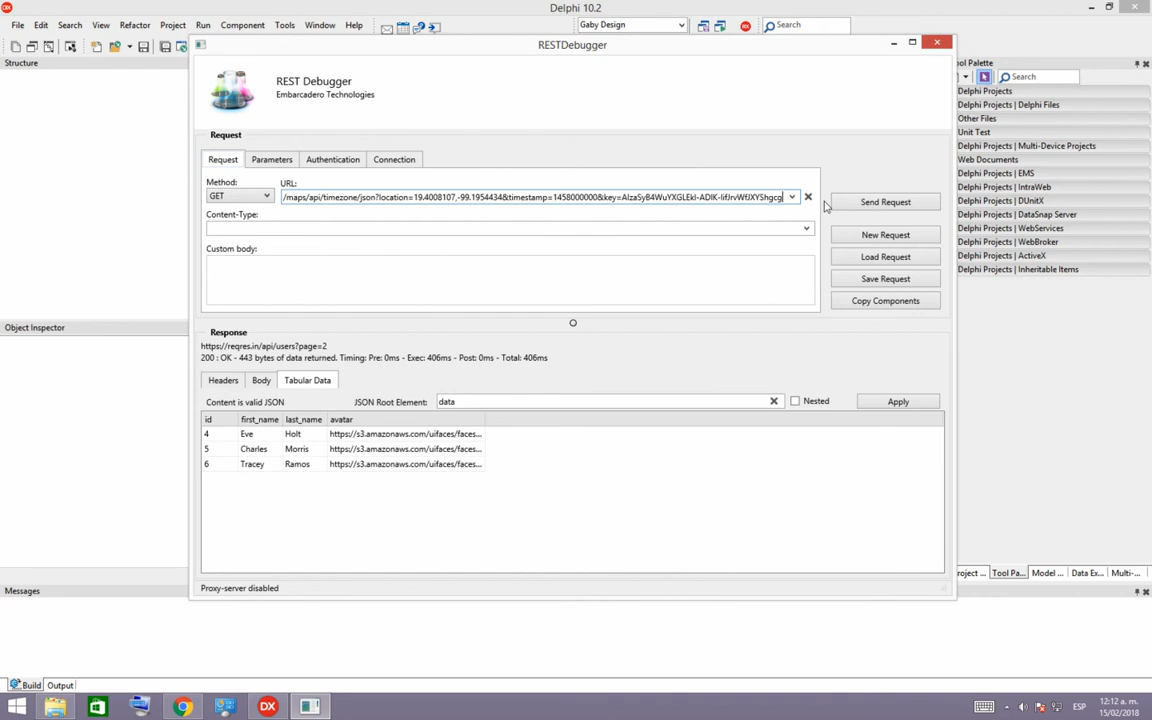 Delphi 10.2
File Edit Search View Refactor Project Run Component Tools Window Help
Gaby Design
Search
Structure
RESTDebugger
ool Palette
Search
REST Debugger
Embarcadero Technologies
Delphi Projects
Delphi Projects | Delphi Files
Other Files
Unit Test
Delphi Projects | Multi-Device Projects
Web Documents
Delphi Projects | EMS
Delphi Projects | IntraWeb
Delphi Projects | DUnitX
Delphi Projects | DataSnap Server
Delphi Projects | WebServices
Delphi Projects | WebBroker
Delphi Projects | ActiveX
Delphi Projects | Inheritable Items
Request
Request Parameters Authentication Connection
Method: URL:
GET /maps/api/timezone/json?location=19.4008107,-99.1954434&timestamp=1458000000&key=
Send Request
Content-Type:
New Request
Custom body:
Load Request
Save Request
Copy Components
Object Inspector
Response
https://reqres.in/api/users?page=2
200 : OK - 443 bytes of data returned. Timing: Pre: 0ms - Exec: 406ms - Post: 0ms - Total: 406ms
Headers Body Tabular Data
Content is valid JSON JSON Root Element: data Nested Apply
id first_name last_name avatar
4 Eve Holt https://s3.amazonaws.com/uifaces/faces...
5 Charles Morris https://s3.amazonaws.com/uifaces/faces...
6 Tracey Ramos https://s3.amazonaws.com/uifaces/faces...
roject ... Tool Pa... Model ... Data Ex... Multi-...
Proxy-server disabled
Messages
Build Output
ESP
12:12 a. m.
15/02/2018